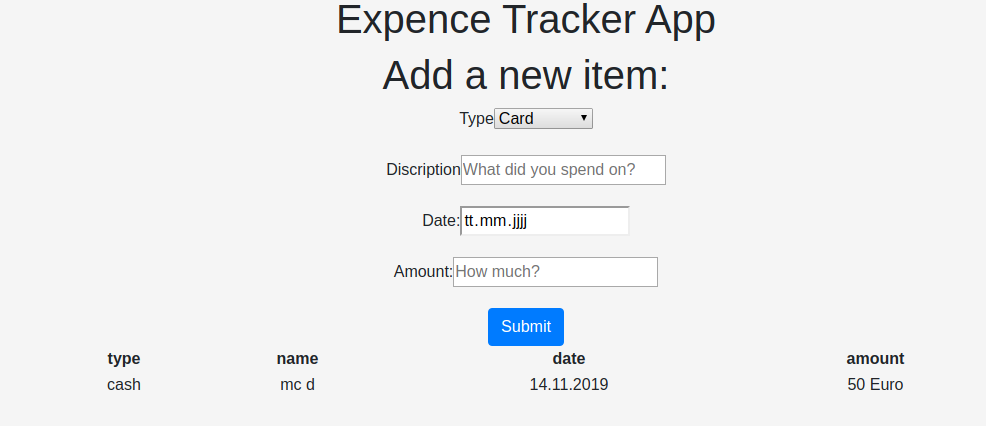 Expence Tracker App
Add a new item:
Type Card
Discription What did you spend on?
Date: tt.mm.jjjj
Amount: How much?
Submit
type name date amount
cash mc d 14.11.2019 50 Euro